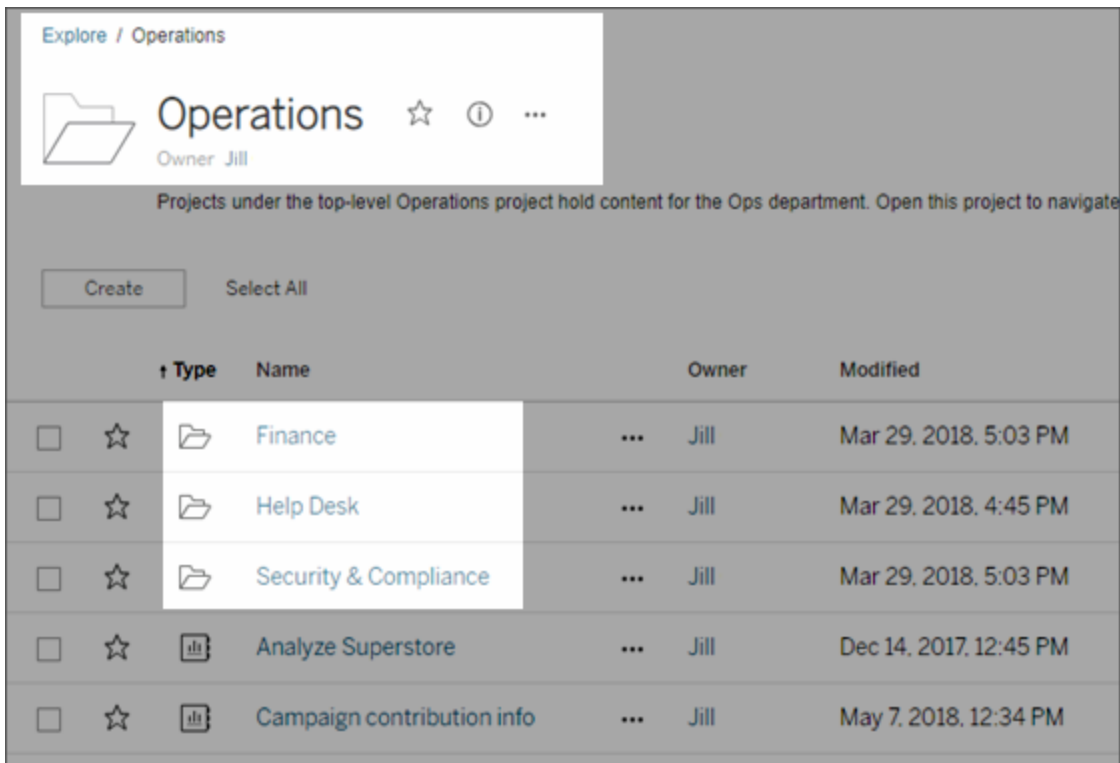 Explore / Operations
Operations
Owner Jill
Projects under the top-level Operations project hold content for the Ops department. Open this project to navigate
Create Select All
↑ Type Name Owner Modified
Finance ... Jill Mar 29, 2018, 5:03 PM
Help Desk ... Jill Mar 29, 2018, 4:45 PM
Security & Compliance ... Jill Mar 29, 2018, 5:03 PM
Analyze Superstore ... Jill Dec 14, 2017, 12:45 PM
Campaign contribution info ... Jill May 7, 2018, 12:34 PM